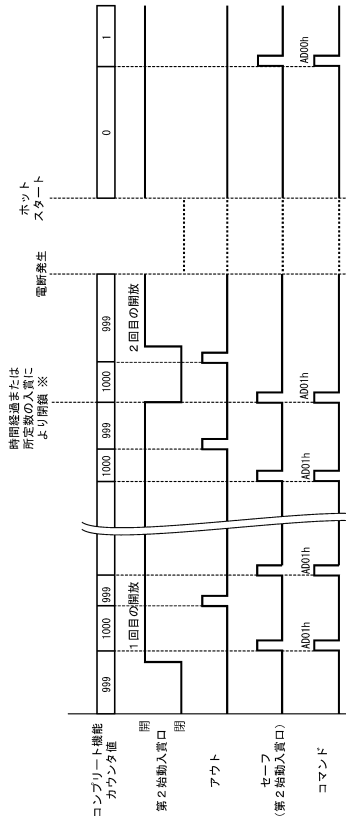 時間経過または
所定数の入賞に
より閉鎖 ※
電断発生
ホット
スタート
コンプリート機能
カウンタ値
999
1000
999
1000
999
1000
999
0
1
第2始動入賞口
開
閉
1回目の開放
2回目の開放
アウト
セーフ
(第2始動入賞口)
コマンド
AD01h
AD01h
AD01h
AD01h
AD00h